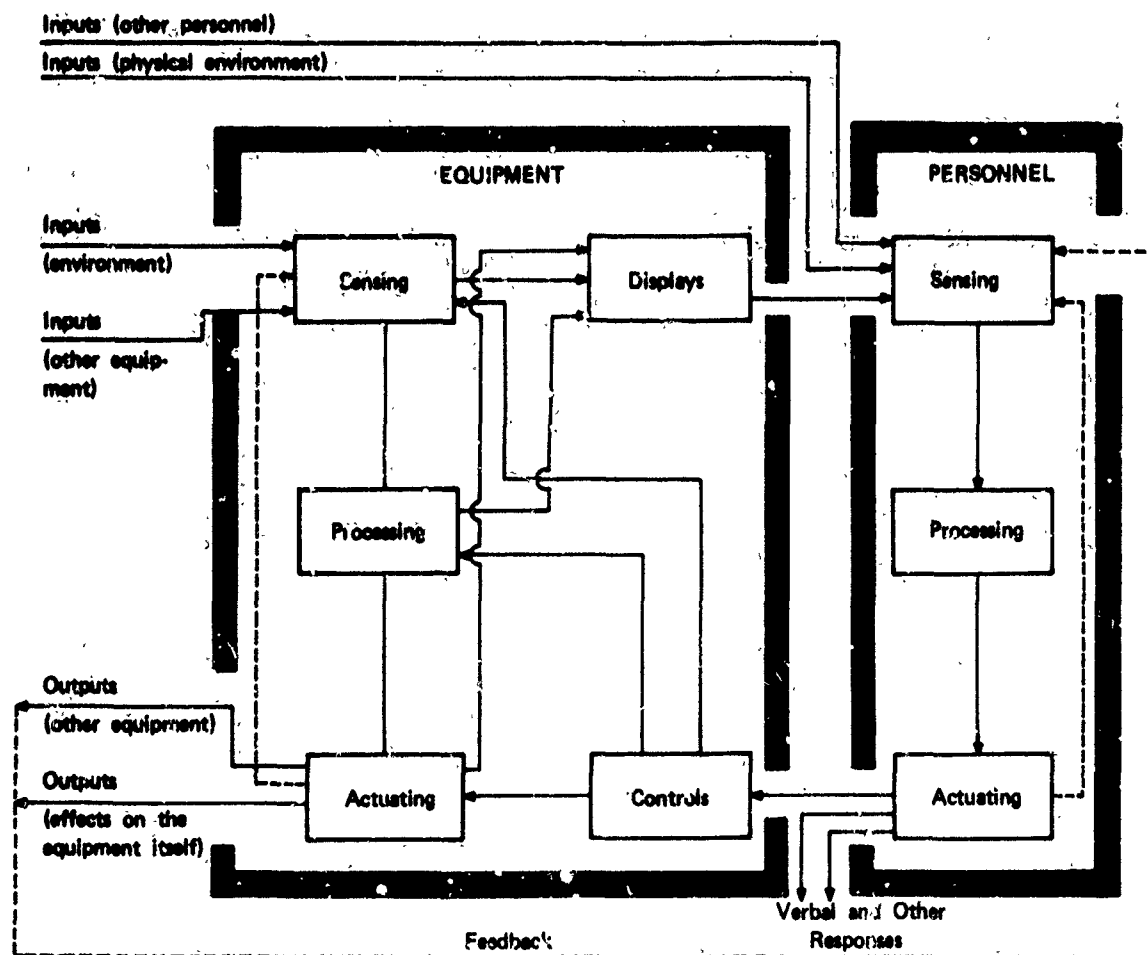 Inputs (other personnel)
Inputs (physical environment)
EQUIPMENT
PERSONNEL
Inputs
(environment)
Sensing
Displays
Sensing
Inputs
(other equip-
ment)
Processing
Processing
Outputs
(other equipment)
Outputs
(effects on the
equipment itself)
Actuating
Controls
Actuating
Verbal and Other
Responses
Feedback